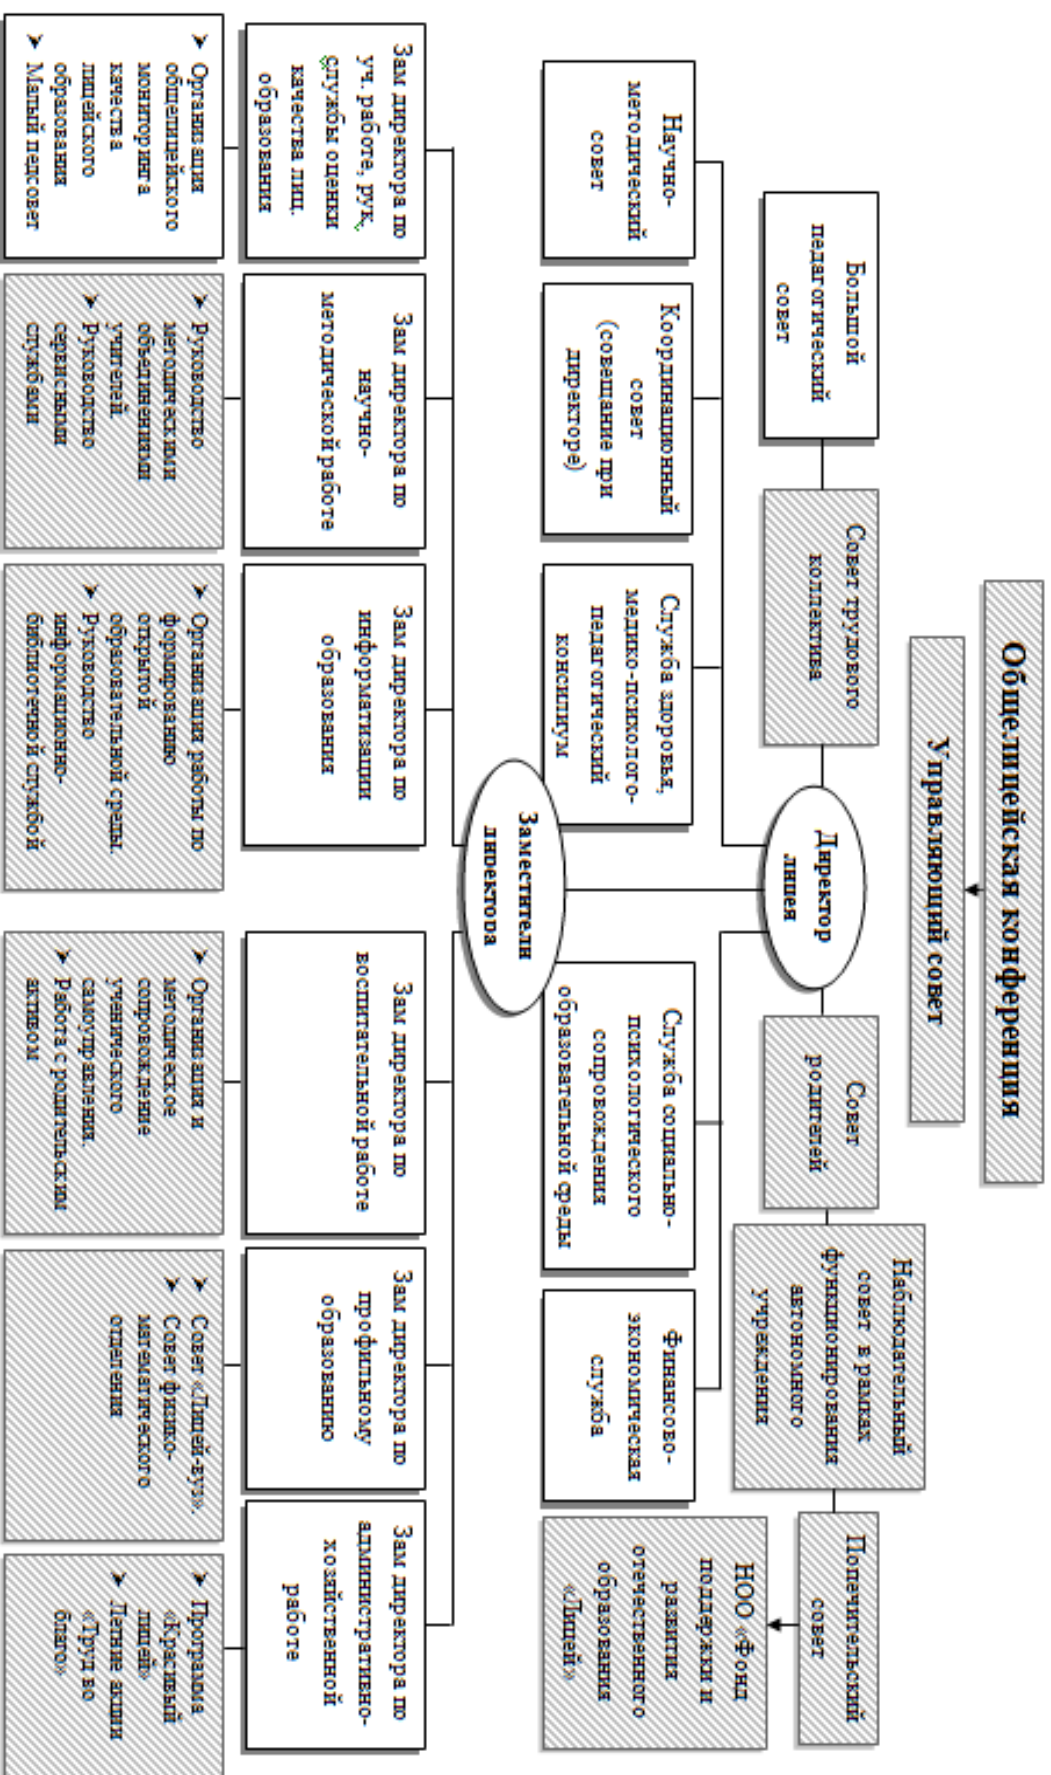 Общелицейская конференция
Управляющий совет
Большой
педагогический
совет
Совет трудового
коллектива
Директор
лицея
Совет
родителей
Наблюдательный
совет в рамках
функционирования
автономного
учреждения
Попечительский
совет
Научно-
методический
совет
Координационный
совет
(совещание при
директоре)
Служба здоровья,
медико-психолого-
педагогический
консилиум
Служба социально-
психологического
сопровождения
образовательной среды
Финансово-
экономическая
служба
НОО «Фонд
поддержки и
развития
отечественного
образования
«Лицей»
Заместители
директора
Зам директора по
уч. работе, рук.
службы оценки
качества лиц.
образования
Зам директора по
научно-
методической работе
Зам директора по
информатизации
образования
Зам директора по
воспитательной работе
Зам директора по
профильному
образованию
Зам директора по
административно-
хозяйственной
работе
➢ Организация
общелицейского
мониторинга
качества
лицейского
образования
➢ Малый педсовет
➢ Руководство
методическими
объединениями
учителей
➢ Руководство
сервисными
службами
➢ Организация работы по
формированию
открытой
образовательной среды.
➢ Руководство
информационно-
библиотечной службой
➢ Организация и
методическое
сопровождение
ученического
самоуправления.
➢ Работа с родительским
активом
➢ Совет «Лицей-вуз».
➢ Совет физико-
математического
отделения
➢ Программа
«Красивый
лицей»
➢ Летние акции
«Труд во
благо»